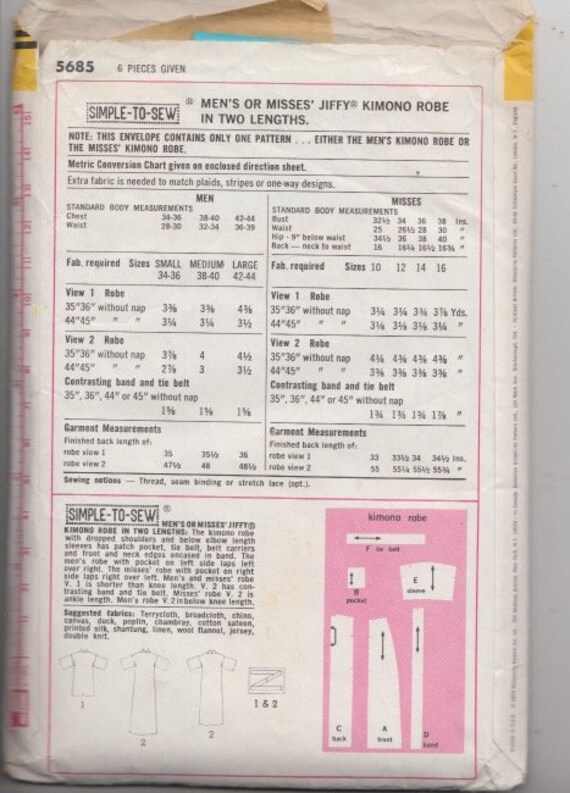 5685 6 PIECES GIVEN
SIMPLE-TO-SEW ® MEN'S OR MISSES' JIFFY® KIMONO ROBE
IN TWO LENGTHS.
NOTE: THIS ENVELOPE CONTAINS ONLY ONE PATTERN . . . EITHER THE MEN'S KIMONO ROBE OR
THE MISSES' KIMONO ROBE.
Metric Conversion Chart given on enclosed direction sheet.
Extra fabric is needed to match plaids, stripes or one-way designs.
MEN
STANDARD BODY MEASUREMENTS
Chest 34-36 38-40 42-44
Waist 28-30 32-34 36-39
Fab. required Sizes SMALL MEDIUM LARGE
34-36 38-40 42-44
View 1 Robe
35"36" without nap 3⅜ 3⅜ 4⅜
44"45" " " 3¼ 3¼ 3½
View 2 Robe
35"36" without nap 3⅞ 4 4½
44"45" " " 2⅞ 3 3½
Contrasting band and tie belt
35", 36", 44" or 45" without nap
1⅝ 1⅝ 1⅝
Garment Measurements
Finished back length of:
robe view 1 35 35½ 36
robe view 2 47½ 48 48½
MISSES
STANDARD BODY MEASUREMENTS
Bust 32½ 34 36 38 Ins.
Waist 25 26½ 28 30 "
Hip - 9" below waist 34½ 36 38 40 "
Back — neck to waist 16 16¼ 16½ 16¾ "
Fab. required Sizes 10 12 14 16
View 1 Robe
35"36" without nap 3¼ 3¼ 3¾ 3⅞ Yds.
44"45" " " 3⅛ 3⅛ 3⅛ 3¼ "
View 2 Robe
35"36" without nap 4¼ 4⅜ 4⅜ 4⅜ "
44"45" " " 3⅜ 3⅜ 3⅜ 3⅜ "
Contrasting band and tie belt
35", 36", 44" or 45" without nap
1¾ 1¾ 1¾ 1⅞ "
Garment Measurements
Finished back length of:
robe view 1 33 33½ 34 34½ Ins.
robe view 2 55 55¼ 55½ 55¾ "
Sewing notions — Thread, seam binding or stretch lace (opt.).
SIMPLE-TO-SEW ®
MEN'S OR MISSES' JIFFY®
KIMONO ROBE IN TWO LENGTHS: The kimono robe
with dropped shoulders and below elbow length
sleeves has patch pocket, tie belt, belt carriers
and front and neck edges encased in band. The
men's robe with pocket on left side laps left
over right. The misses' robe with pocket on right
side laps right over left. Men's and misses' robe
V. 1 is shorter than knee length. V. 2 has con-
trasting band and tie belt. Misses' robe V. 2 is
ankle length. Men's robe V. 2 is below knee length.
Suggested fabrics: Terrycloth, broadcloth, chino,
canvas, duck, poplin, chambray, cotton sateen,
printed silk, shantung, linen, wool flannel, jersey,
double knit.
1
2
2
1 & 2
kimono robe
F tie belt
B
pocket
E
sleeve
C
back
A
front
D
band